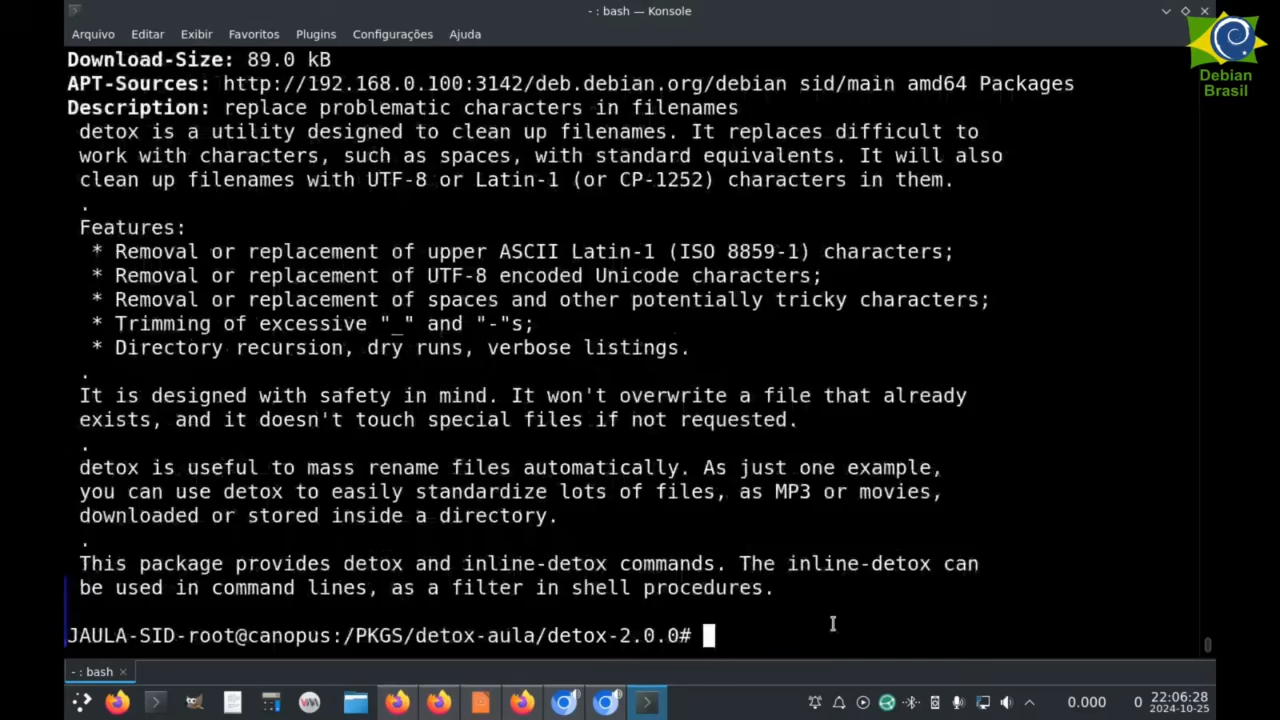 - : bash — Konsole
Arquivo Editar Exibir Favoritos Plugins Configurações Ajuda
Debian
Brasil
Download-Size: 89.0 kB
APT-Sources: http://192.168.0.100:3142/deb.debian.org/debian sid/main amd64 Packages
Description: replace problematic characters in filenames
detox is a utility designed to clean up filenames. It replaces difficult to
work with characters, such as spaces, with standard equivalents. It will also
clean up filenames with UTF-8 or Latin-1 (or CP-1252) characters in them.
.
Features:
* Removal or replacement of upper ASCII Latin-1 (ISO 8859-1) characters;
* Removal or replacement of UTF-8 encoded Unicode characters;
* Removal or replacement of spaces and other potentially tricky characters;
* Trimming of excessive "_" and "-"s;
* Directory recursion, dry runs, verbose listings.
.
It is designed with safety in mind. It won't overwrite a file that already
exists, and it doesn't touch special files if not requested.
.
detox is useful to mass rename files automatically. As just one example,
you can use detox to easily standardize lots of files, as MP3 or movies,
downloaded or stored inside a directory.
.
This package provides detox and inline-detox commands. The inline-detox can
be used in command lines, as a filter in shell procedures.
JAULA-SID-root@canopus:/PKGS/detox-aula/detox-2.0.0#
- : bash
0.000 0 22:06:28
2024-10-25